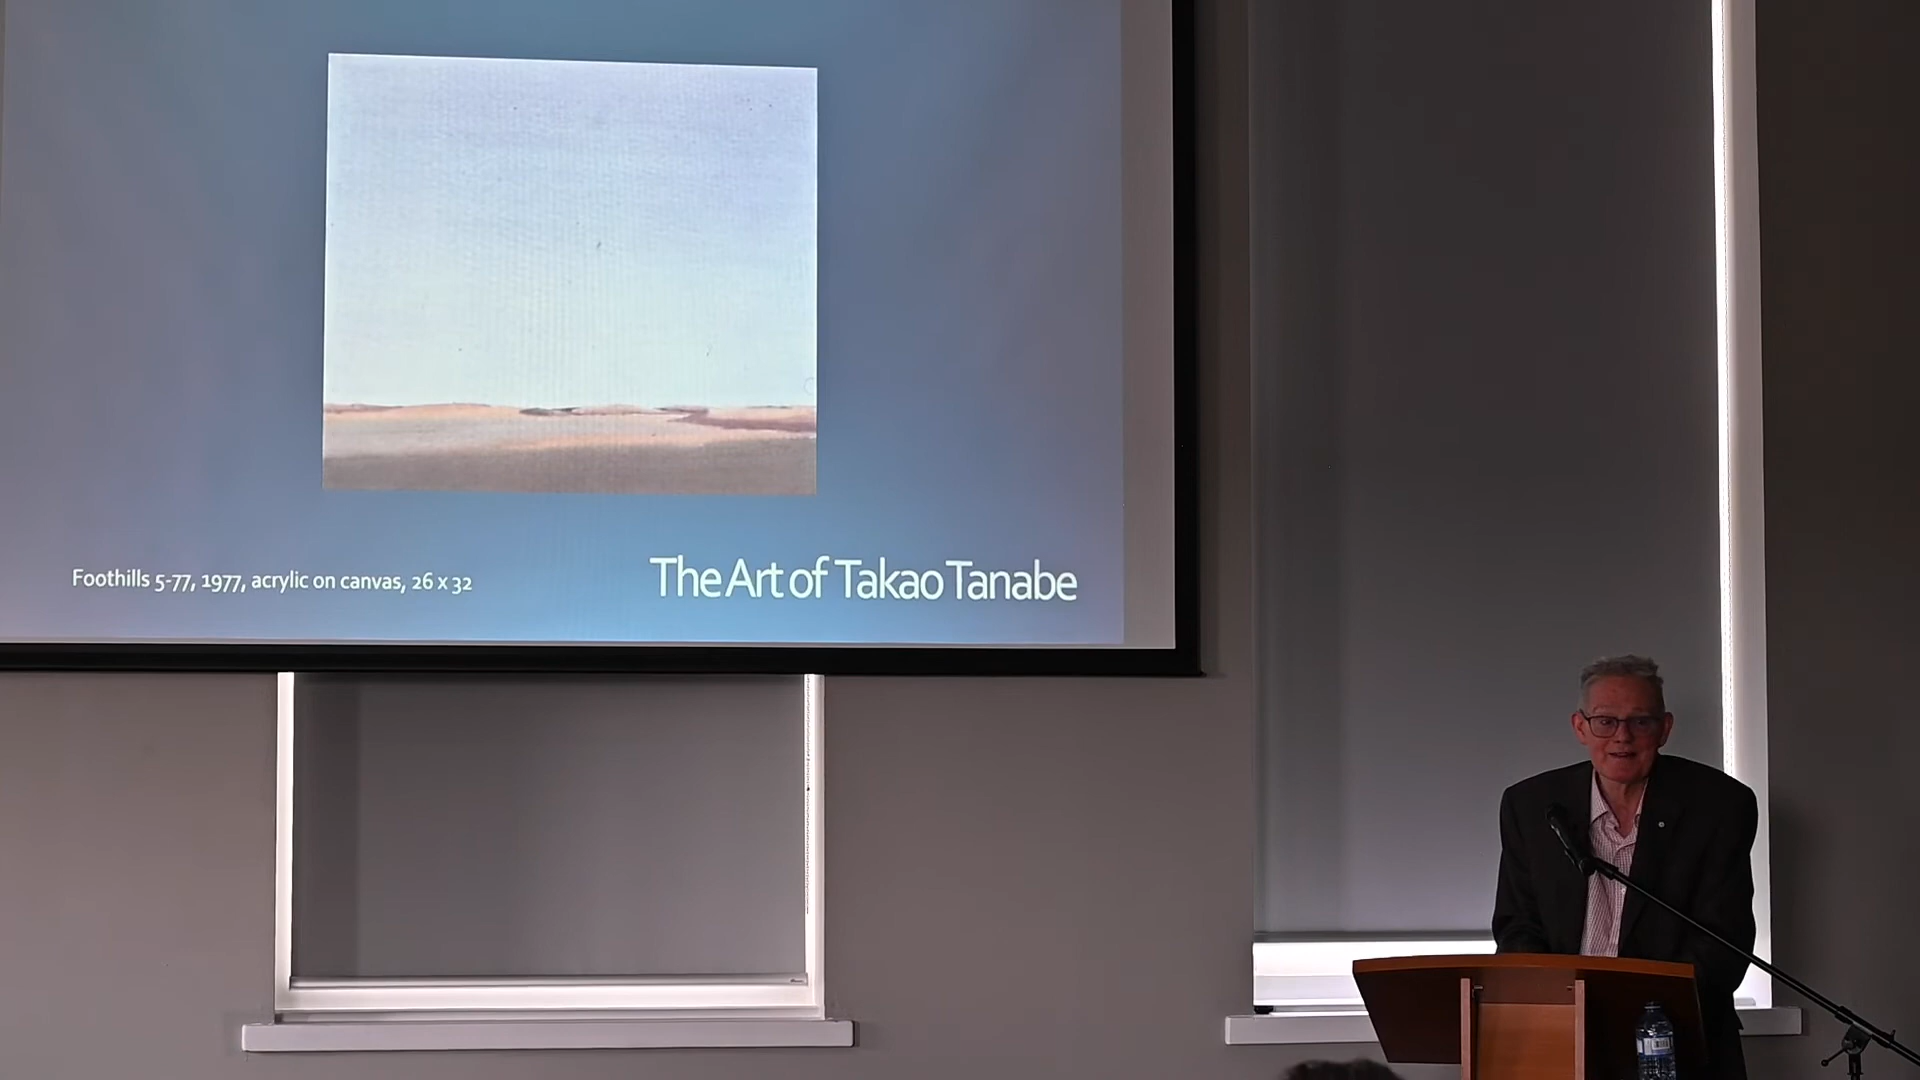 Foothills 5-77, 1977, acrylic on canvas, 26 x 32
The Art of Takao Tanabe